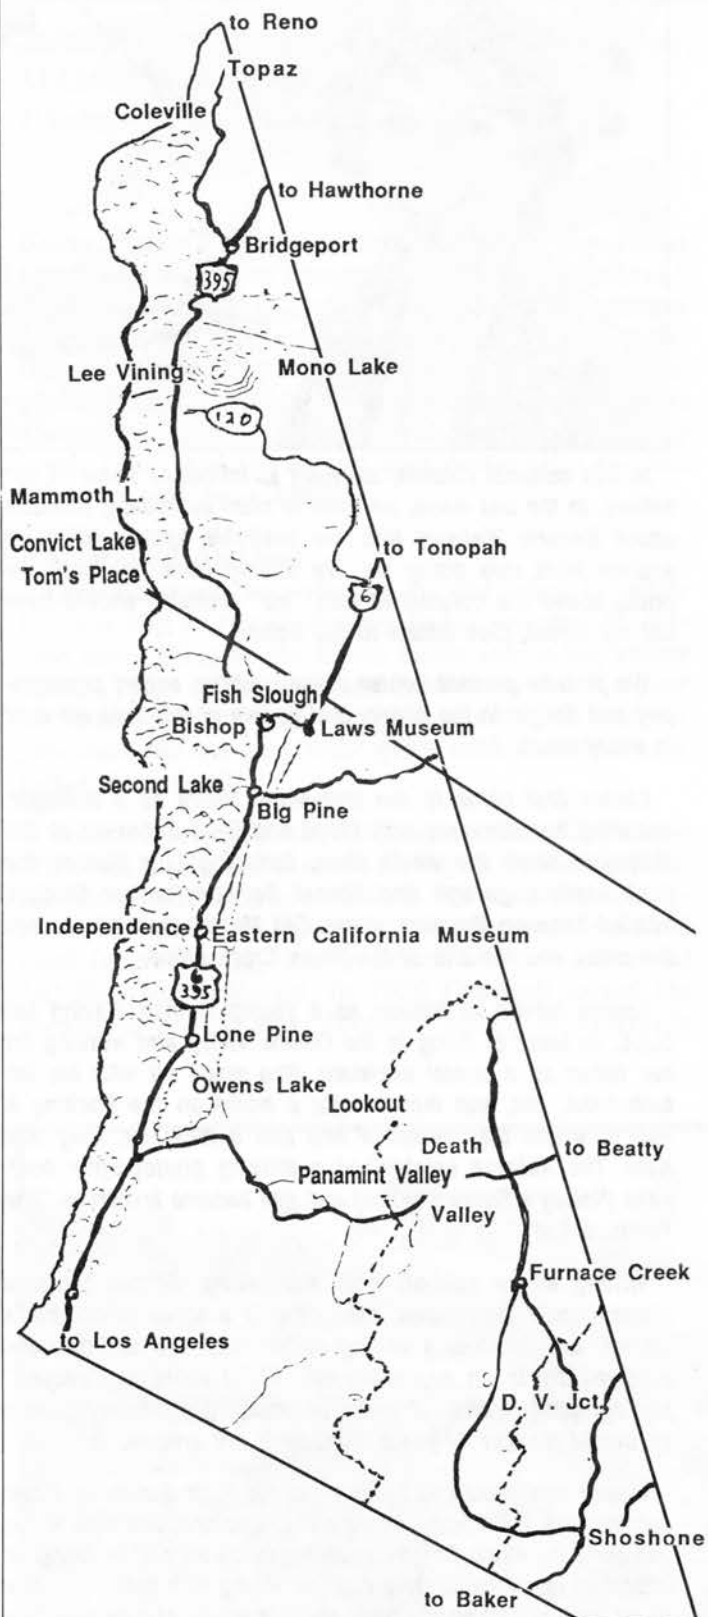 to Reno
Topaz
Coleville
to Hawthorne
Bridgeport
395
Lee Vining
Mono Lake
120
Mammoth L.
Convict Lake
to Tonopah
Tom's Place
6
Fish Slough
Bishop
Laws Museum
Second Lake
Big Pine
Independence
Eastern California Museum
6
395
Lone Pine
Owens Lake
Lookout
Death
to Beatty
Panamint Valley
Valley
Furnace Creek
to Los Angeles
D. V. Jct.
Shoshone
to Baker